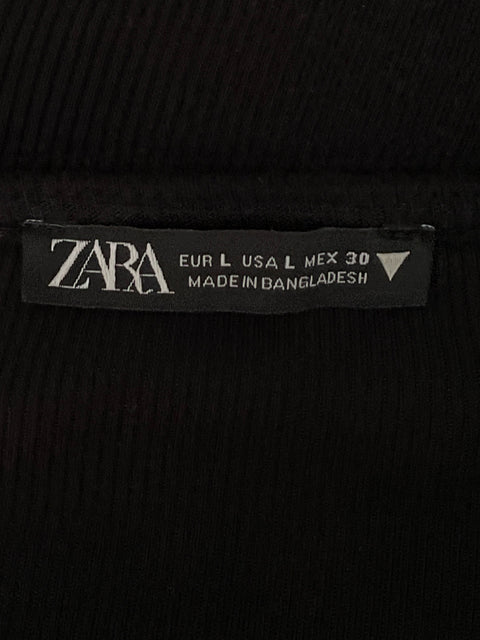 ZARA
EUR L USA L MEX 30
MADE IN BANGLADESH